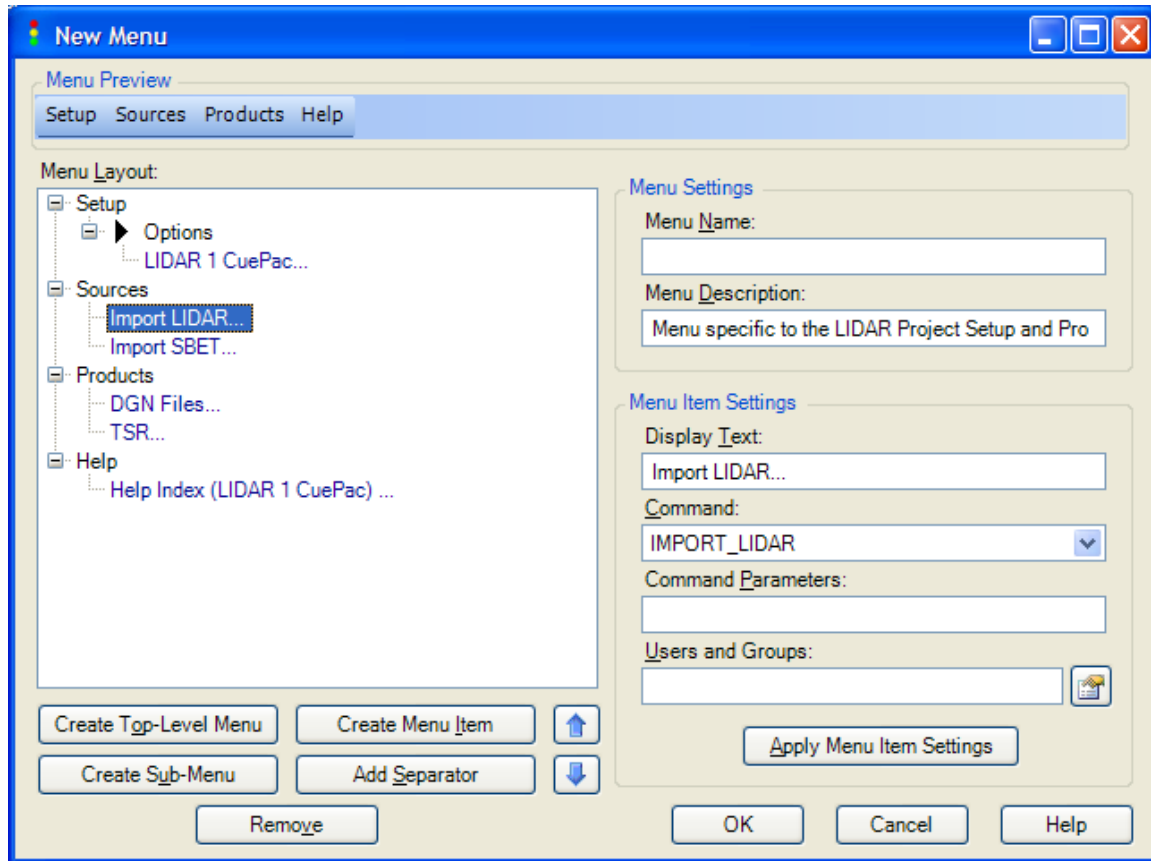 New Menu
Menu Preview
Setup Sources Products Help
Menu Layout:
Setup
Options
LIDAR 1 CuePac...
Sources
Import LIDAR...
Import SBET...
Products
DGN Files...
TSR...
Help
Help Index (LIDAR 1 CuePac) ...
Create Top-Level Menu
Create Menu Item
Create Sub-Menu
Add Separator
Remove
Menu Settings
Menu Name:
Menu Description:
Menu specific to the LIDAR Project Setup and Pro
Menu Item Settings
Display Text:
Import LIDAR...
Command:
IMPORT_LIDAR
Command Parameters:
Users and Groups:
Apply Menu Item Settings
OK Cancel Help